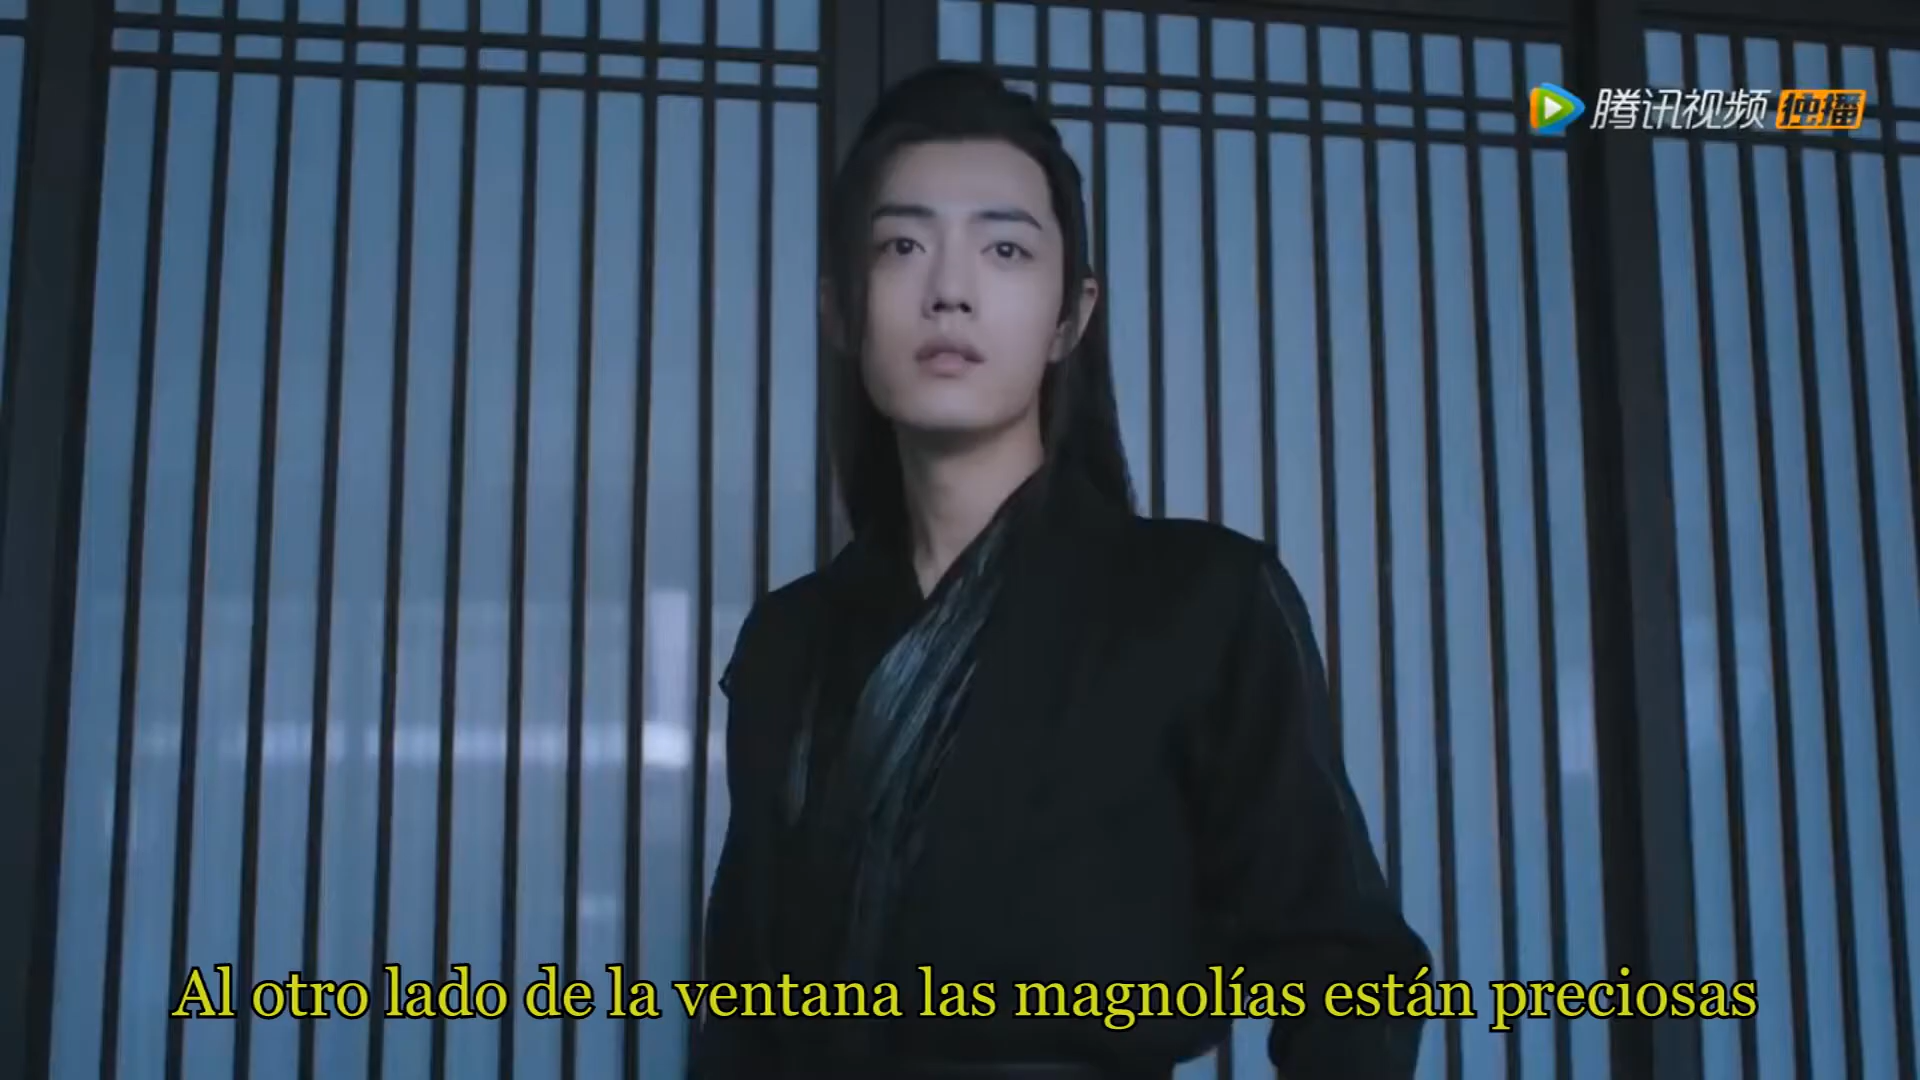 腾讯视频 独播
Al otro lado de la ventana las magnolías están preciosas